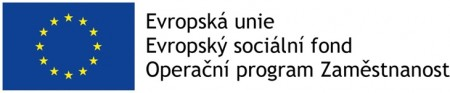 Evropská unie
Evropský sociální fond
Operační program Zaměstnanost